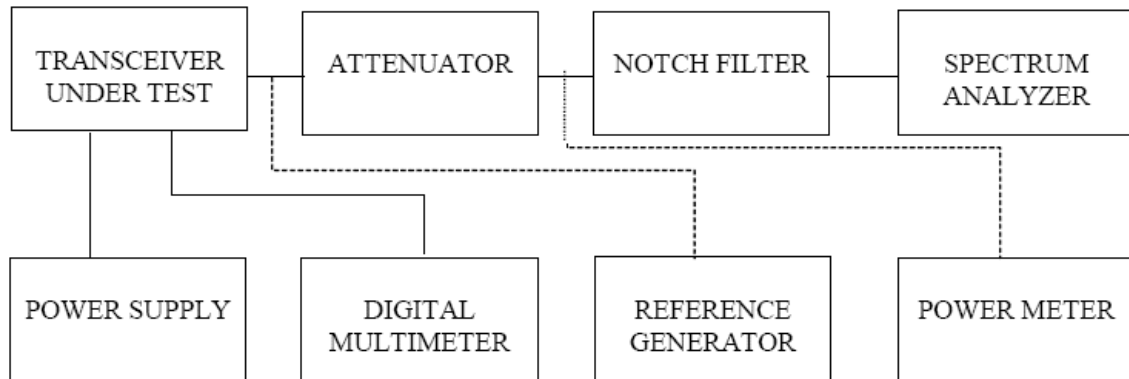 TRANSCEIVER
UNDER TEST
ATTENUATOR
NOTCH FILTER
SPECTRUM
ANALYZER
POWER SUPPLY
DIGITAL
MULTIMETER
REFERENCE
GENERATOR
POWER METER